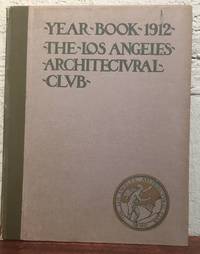 ·YEAR·BOOK·1912·
·THE·LOS ANGELES·
ARCHITECTVRAL
·CLVB·